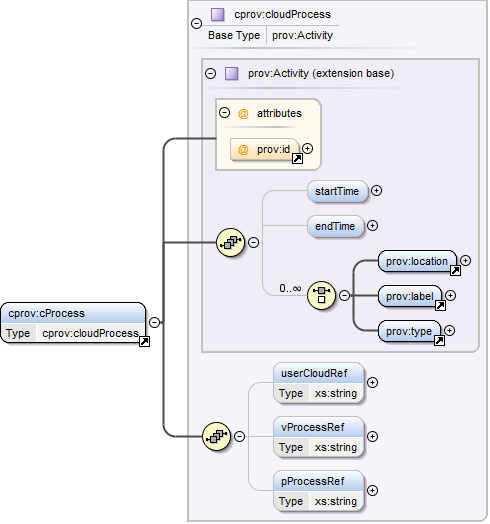 cprov:cloudProcess
Base Type prov:Activity
prov:Activity (extension base)
@ attributes
@ prov:id
startTime
endTime
0..∞
prov:location
prov:label
prov:type
cprov:cProcess
Type cprov:cloudProcess
userCloudRef
Type xs:string
vProcessRef
Type xs:string
pProcessRef
Type xs:string